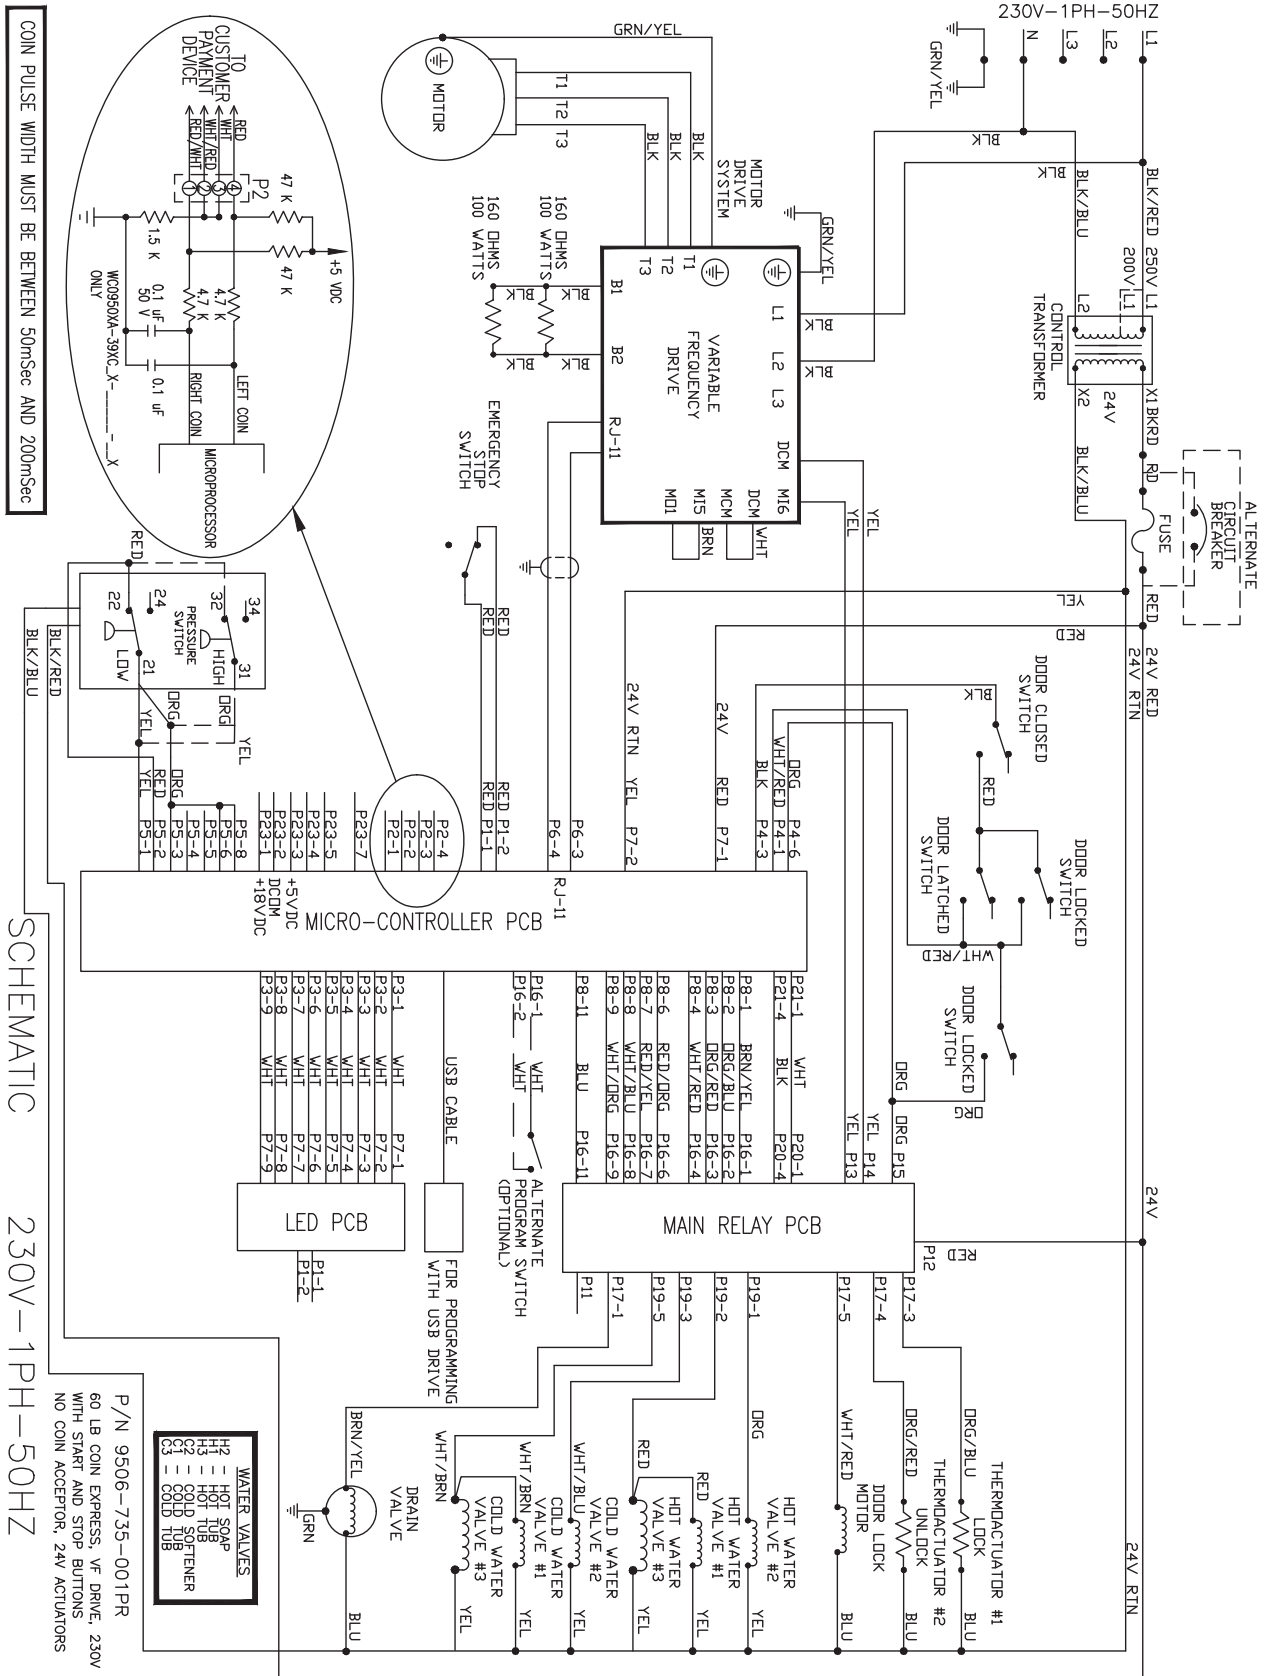 230V-1PH-50HZ
L1
L2
L3
N
GRN/YEL
GRN/YEL
MOTOR
T1
T2
T3
BLK
BLK
BLK
MOTOR
DRIVE
SYSTEM
GRN/YEL
BLK
BLK
BLK/BLU
BLK/RED
250V L1
200V L1
L2
CONTROL
TRANSFORMER
X1
X2
24V
BKRD
BLK/BLU
RD
FUSE
ALTERNATE
CIRCUIT
BREAKER
RED
24V RED
24V RTN
YEL
RED
160 OHMS
100 WATTS
160 OHMS
100 WATTS
BLK
BLK
BLK
BLK
T3
T2
T1
B1
B2
VARIABLE
FREQUENCY
DRIVE
L1
L2
L3
BLK
BLK
RJ-11
DCM
MI6
MO1
MI5
MCM
DCM
BRN
WHT
YEL
YEL
EMERGENCY
STOP
SWITCH
RED
RED
TO
CUSTOMER
PAYMENT
DEVICE
RED
WHT
WHT/RED
RED/WHT
P2
4
3
2
1
47 K
47 K
+5 VDC
1.5 K
4.7 K
4.7 K
0.1 uF
50 V
0.1 uF
WC0950XA-39XC_X-______-__X
ONLY
LEFT COIN
RIGHT COIN
MICROPROCESSOR
COIN PULSE WIDTH MUST BE BETWEEN 50mSec AND 200mSec
RED
22
24
32
34
PRESSURE
SWITCH
21
LOW
31
HIGH
BLK/RED
BLK/BLU
YEL
ORG
ORG
YEL
YEL
RED
ORG
P5-1
P5-2
P5-3
P5-4
P5-5
P5-6
P5-8
P23-1
P23-2
P23-3
P23-4
P23-5
P23-7
P2-1
P2-2
P2-3
P2-4
RED P1-1
RED P1-2
P6-4
P6-3
24V RTN
YEL
P7-2
24V
RED
P7-1
BLK
P4-3
WHT/RED
P4-1
ORG
P4-6
+18VDC
DCOM
+5VDC
RJ-11
MICRO-CONTROLLER PCB
BLK
DOOR CLOSED
SWITCH
RED
DOOR LATCHED
SWITCH
DOOR LOCKED
SWITCH
WHT/RED
DOOR LOCKED
SWITCH
ORG
ORG
ORG P15
YEL P14
YEL P13
P3-9 WHT P7-9
P3-8 WHT P7-8
P3-7 WHT P7-7
P3-6 WHT P7-6
P3-5 WHT P7-5
P3-4 WHT P7-4
P3-3 WHT P7-3
P3-2 WHT P7-2
P3-1 WHT P7-1
USB CABLE
P16-2 WHT
P16-1 WHT
ALTERNATE
PROGRAM SWITCH
(OPTIONAL)
P8-11 BLU P16-11
P8-9 WHT/ORG P16-9
P8-8 WHT/BLU P16-8
P8-7 RED/YEL P16-7
P8-6 RED/ORG P16-6
P8-4 WHT/RED P16-4
P8-3 ORG/RED P16-3
P8-2 ORG/BLU P16-2
P8-1 BRN/YEL P16-1
P21-4 BLK P20-4
P21-1 WHT P20-1
LED PCB
P1-1
P1-2
FOR PROGRAMMING
WITH USB DRIVE
MAIN RELAY PCB
P12
RED
24V
P11
P17-1
P19-5
P19-3
P19-2
P19-1
P17-5
P17-4
P17-3
BRN/YEL
DRAIN
VALVE
GRN
BLU
WHT/BRN
COLD WATER
VALVE #3
YEL
WHT/BRN
COLD WATER
VALVE #1
YEL
WHT/BLU
COLD WATER
VALVE #2
YEL
RED
HOT WATER
VALVE #3
YEL
RED
HOT WATER
VALVE #1
YEL
ORG
HOT WATER
VALVE #2
YEL
WHT/RED
DOOR LOCK
MOTOR
BLU
ORG/RED
THERMOACTUATOR #2
UNLOCK
BLU
ORG/BLU
THERMOACTUATOR #1
LOCK
BLU
24V RTN
WATER VALVES
H2 - HOT SOAP
H1 - HOT TUB
H3 - HOT TUB
C2 - COLD SOFTENER
C1 - COLD TUB
C3 - COLD TUB
P/N 9506-735-001PR
60 LB COIN EXPRESS, VF DRIVE, 230V
WITH START AND STOP BUTTONS
NO COIN ACCEPTOR, 24V ACTUATORS
SCHEMATIC 230V-1PH-50HZ